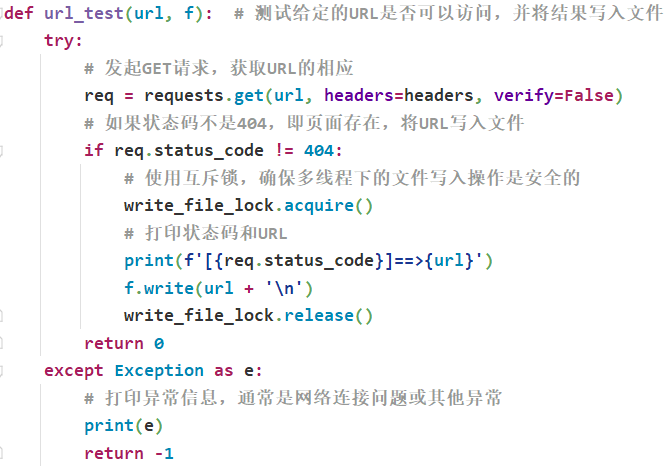 def url_test(url, f):  # 测试给定的URL是否可以访问，并将结果写入文件
    try:
        # 发起GET请求，获取URL的相应
        req = requests.get(url, headers=headers, verify=False)
        # 如果状态码不是404，即页面存在，将URL写入文件
        if req.status_code != 404:
            # 使用互斥锁，确保多线程下的文件写入操作是安全的
            write_file_lock.acquire()
            # 打印状态码和URL
            print(f'[{req.status_code}]==>{url}')
            f.write(url + '\n')
            write_file_lock.release()
        return 0
    except Exception as e:
        # 打印异常信息，通常是网络连接问题或其他异常
        print(e)
        return -1